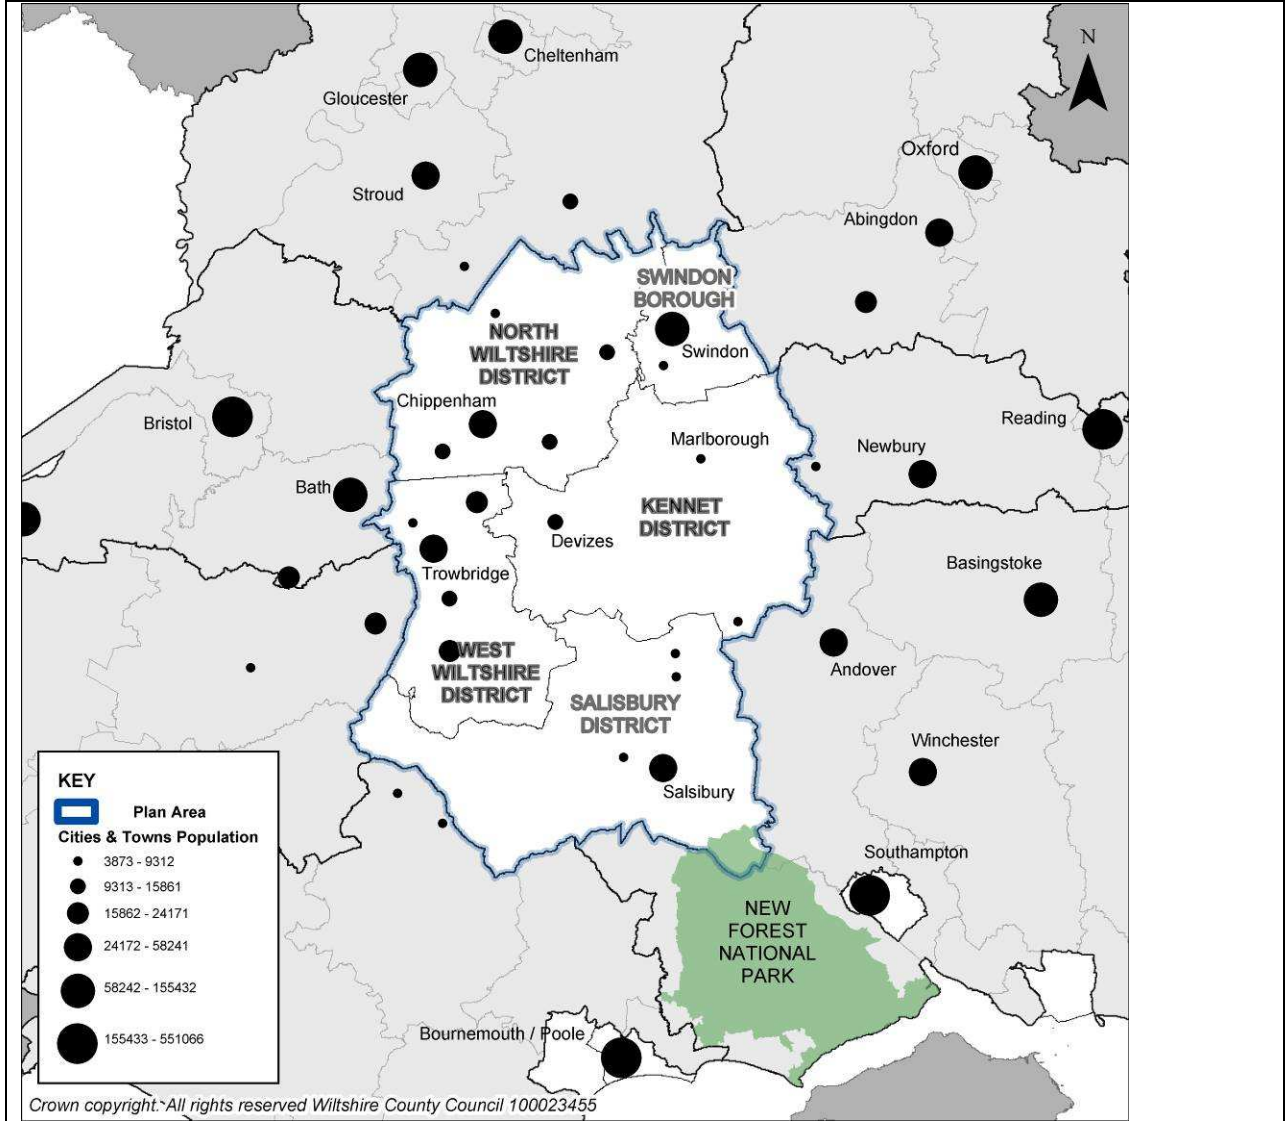 N
Cheltenham
Gloucester
Oxford
Stroud
Abingdon
SWINDON
BOROUGH
NORTH
WILTSHIRE
DISTRICT
Swindon
Chippenham
Bristol
Marlborough
Reading
Newbury
Bath
KENNET
DISTRICT
Devizes
Trowbridge
Basingstoke
WEST
WILTSHIRE
DISTRICT
Andover
SALISBURY
DISTRICT
Winchester
Salsibury
KEY
Plan Area
Cities & Towns Population
3873 - 9312
9313 - 15861
15862 - 24171
24172 - 58241
58242 - 155432
155433 - 551066
Southampton
NEW
FOREST
NATIONAL
PARK
Bournemouth / Poole
Crown copyright. All rights reserved Wiltshire County Council 100023455